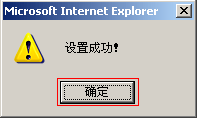 Microsoft Internet Explorer
设置成功!
确定